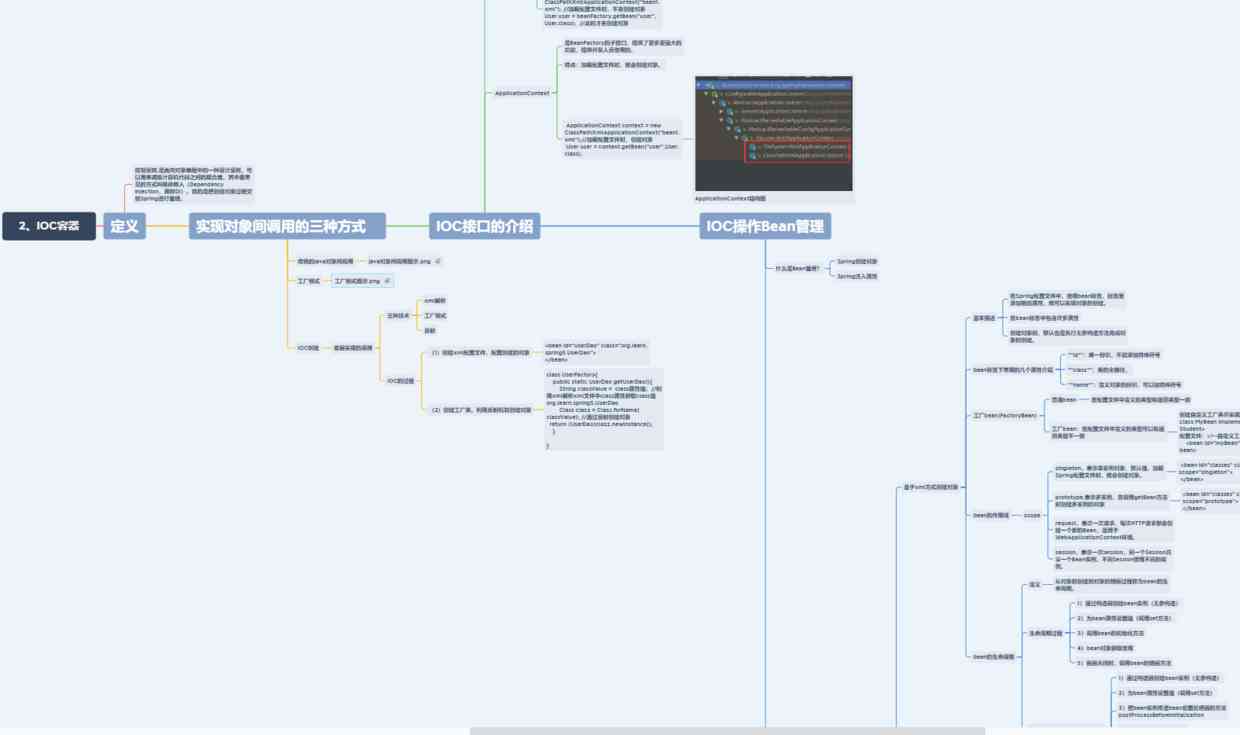 ClassPathXmlApplicationContext("bean1.
xml"); //加载配置文件时，不会创建对象
User user = beanFactory.getBean("user",
User.class); //此时才会创建对象
是BeanFactory的子接口，提供了更多更强大的
功能，提供开发人员使用的。
特点：加载配置文件时，就会创建对象。
ApplicationContext
ApplicationContext context = new
ClassPathXmlApplicationContext("bean1.
xml");//加载配置文件时，创建对象
User user = context.getBean("user",User.
class);
ApplicationContext结构图
控制反转,是面向对象编程中的一种设计原则，可
以用来减低计算机代码之间的耦合度。其中最常
见的方式叫做依赖注入（Dependency
Injection，简称DI）。目的是把创建对象过程交
给Spring进行管理。
2、IOC容器
定义
实现对象间调用的三种方式
IOC接口的介绍
IOC操作Bean管理
传统的java对象间调用
java对象间调用图示.png
工厂模式
工厂模式图示.png
IOC创建
三种技术
xml解析
工厂模式
反射
IOC的过程
（1）创建xml配置文件，配置创建的对象
<bean id="userDao" class="org.learn.
spring5.UserDao">
</bean>
（2）创建工厂类，利用反射机制创建对象
class UserFactory{
public static UserDao getUserDao(){
String classValue = class属性值；//利
用xml解析xml文件中class属性获取class值
org.learn.spring5.UserDao
Class class = Class.forName(
classValue); //通过反射创建对象
return (UserDao)class.newInstance();
}
}
什么是Bean管理？
Spring创建对象
Spring注入属性
基于xml方式创建对象
基本描述
在Spring配置文件中，使用bean标签，标签里
添加相应属性，就可以实现对象的创建。
在bean标签中包含许多属性
创建对象时，默认也是执行无参构造方法完成对
象的创建。
bean标签下常用的几个属性介绍
""id""：唯一标识，不能添加特殊符号
""class""：类的全路径。
""name""：定义对象的标识，可以加特殊符号
工厂bean(FactoryBean)
普通bean
在配置文件中定义的类型和返回类型一致
工厂bean：在配置文件中定义的类型可以和返
回类型不一致
class MyBean impleme
Student>
<bean id="myBean"
bean>
bean的作用域
scope
singleton，表示单实例对象，默认值，加载
Spring配置文件时，就会创建对象。
<bean id="classes" c
scope="singleton">
</bean>
prototype,表示多实例，在调用getBean方法
时创建多实例的对象
<bean id="classes" c
scope="prototype">
</bean>
request，表示一次请求，每次HTTP请求都会创
建一个新的Bean，适用于
WebApplicationContext环境。
session，表示一次session，同一个Session共
享一个Bean实例，不同Session使用不同的实
例。
bean的生命周期
定义
从对象的创建到对象的销毁过程称为bean的生
命周期。
生命周期过程
1）通过构造器创建bean实例（无参构造）
2）为bean属性设置值（调用set方法）
3）调用bean的初始化方法
4）bean对象获取使用
5）容器关闭时，调用bean的销毁方法
1）通过构造器创建bean实例（无参构造）
2）为bean属性设置值（调用set方法）
3）把bean实例传递bean后置处理器的方法
postProcessBeforeInitialization